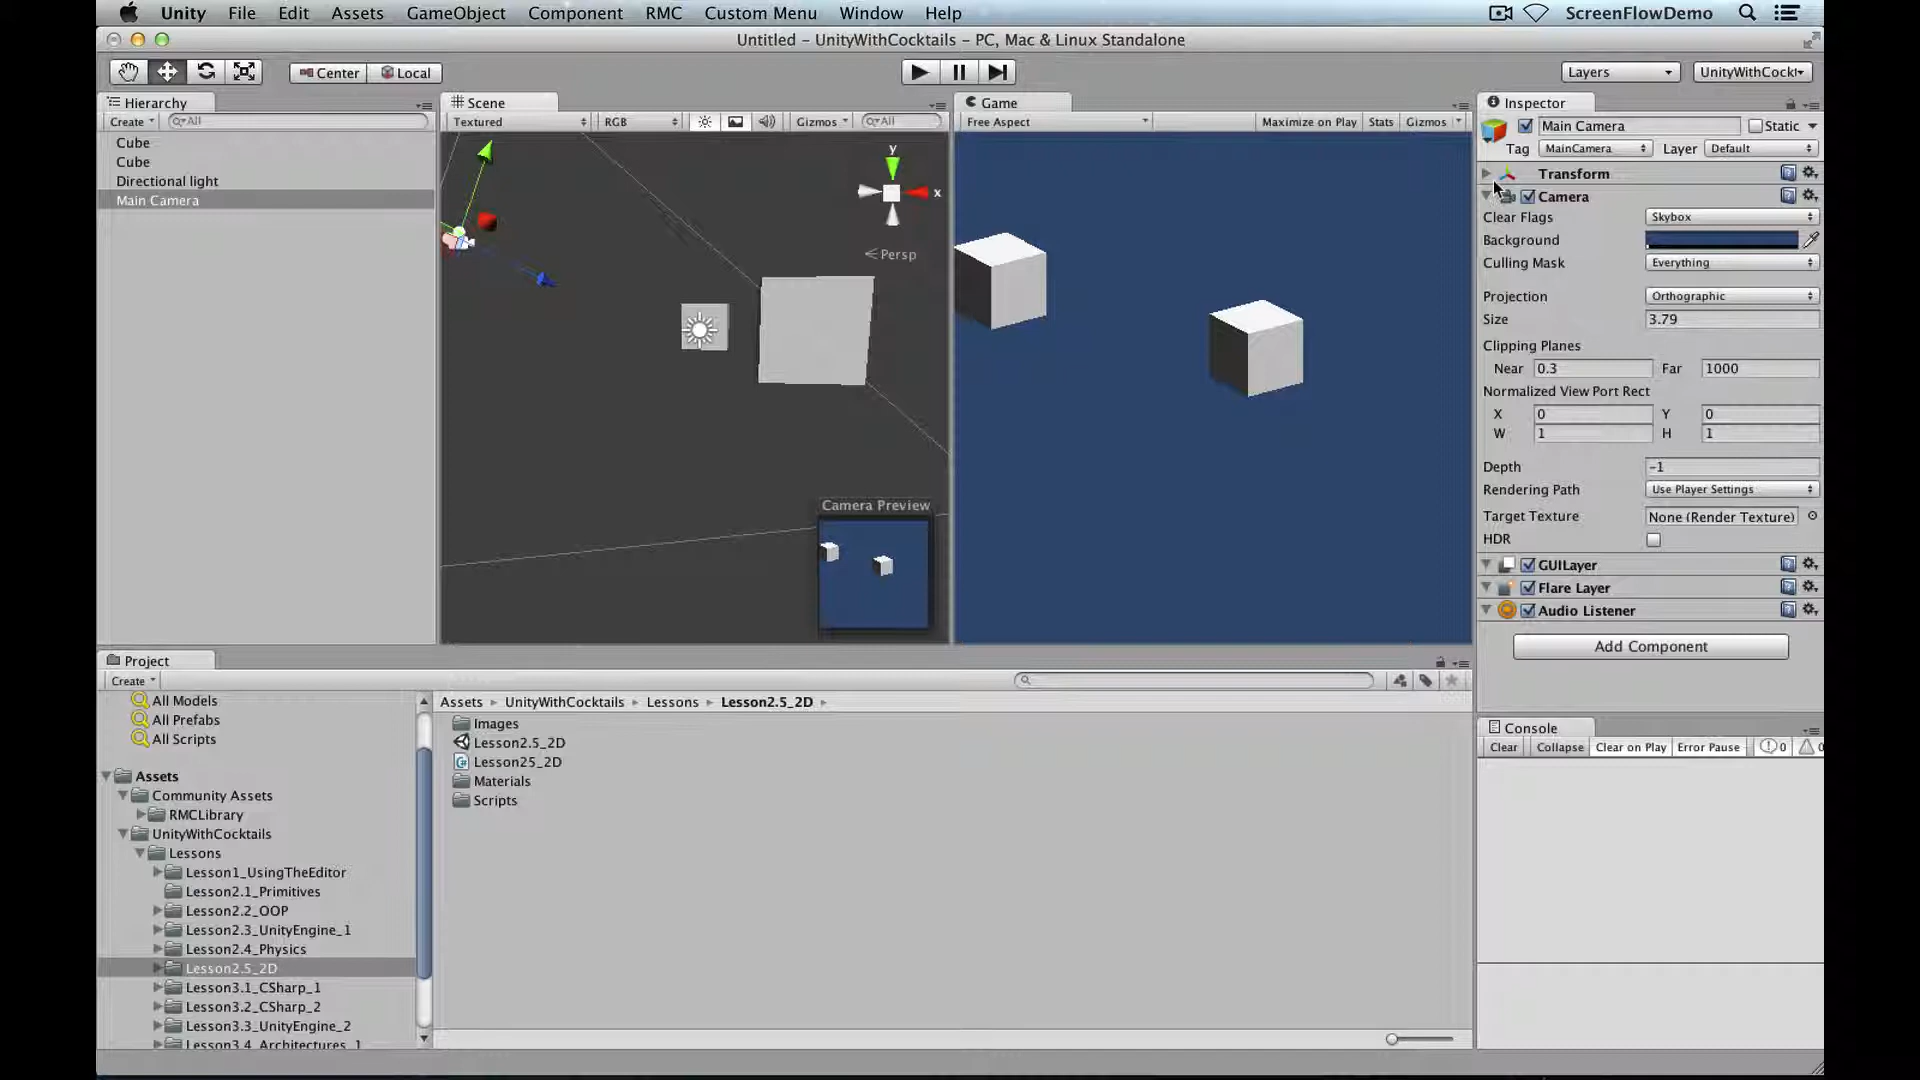 Unity File Edit Assets GameObject Component RMC Custom Menu Window Help ScreenFlowDemo
Untitled - UnityWithCocktails - PC, Mac & Linux Standalone
Center Local Layers UnityWithCockt
Hierarchy
Create All
Cube
Cube
Directional light
Main Camera
Scene
Textured RGB Gizmos All
y
x
Persp
Camera Preview
Game
Free Aspect Maximize on Play Stats Gizmos
Inspector
Main Camera Static
Tag MainCamera Layer Default
Transform
Camera
Clear Flags Skybox
Background
Culling Mask Everything
Projection Orthographic
Size 3.79
Clipping Planes
Near 0.3 Far 1000
Normalized View Port Rect
X 0 Y 0
W 1 H 1
Depth -1
Rendering Path Use Player Settings
Target Texture None (Render Texture)
HDR
GUILayer
Flare Layer
Audio Listener
Add Component
Project
Create
All Models
All Prefabs
All Scripts
Assets
Community Assets
RMCLibrary
UnityWithCocktails
Lessons
Lesson1_UsingTheEditor
Lesson2.1_Primitives
Lesson2.2_OOP
Lesson2.3_UnityEngine_1
Lesson2.4_Physics
Lesson2.5_2D
Lesson3.1_CSharp_1
Lesson3.2_CSharp_2
Lesson3.3_UnityEngine_2
Lesson3.4_Architectures_1
Assets UnityWithCocktails Lessons Lesson2.5_2D
Images
Lesson2.5_2D
Lesson25_2D
Materials
Scripts
Console
Clear Collapse Clear on Play Error Pause 0 0